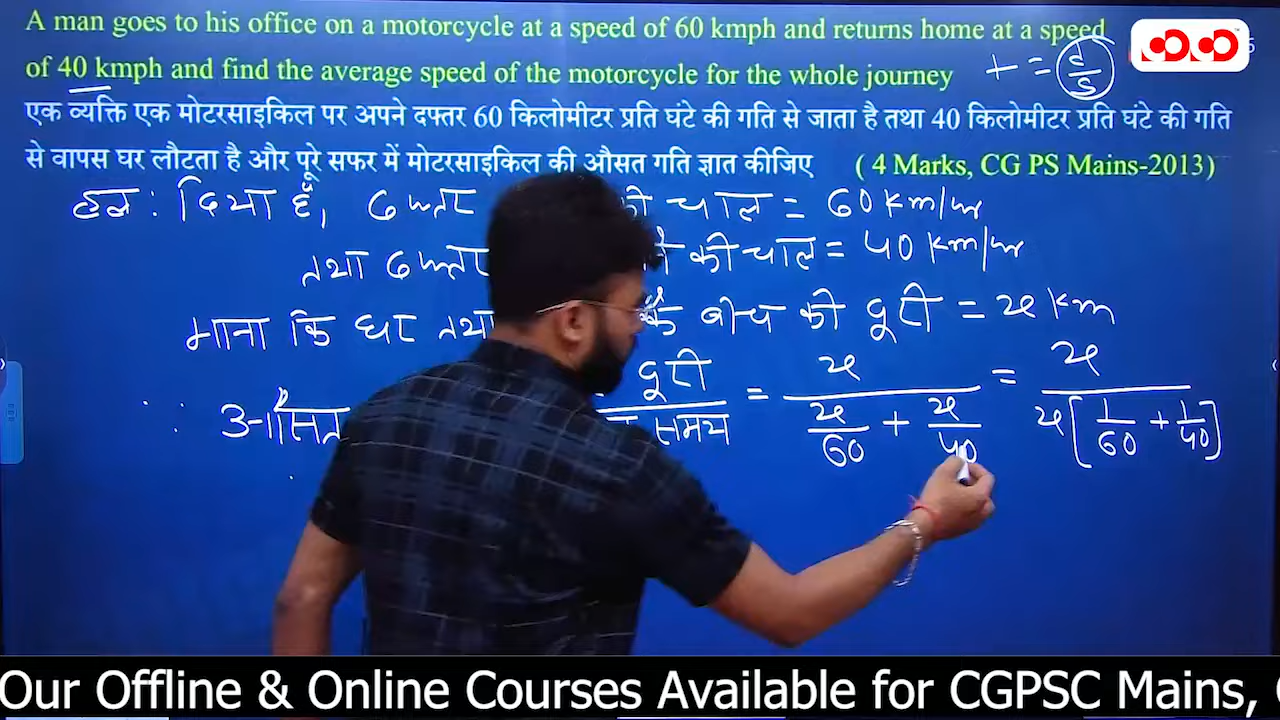 A man goes to his office on a motorcycle at a speed of 60 kmph and returns home at a speed
of 40 kmph and find the average speed of the motorcycle for the whole journey
t = d/s
एक व्यक्ति एक मोटरसाइकिल पर अपने दफ्तर 60 किलोमीटर प्रति घंटे की गति से जाता है तथा 40 किलोमीटर प्रति घंटे की गति
से वापस घर लौटता है और पूरे सफर में मोटरसाइकिल की औसत गति ज्ञात कीजिए ( 4 Marks, CG PS Mains-2013)
हल : दिया है, की चाल = 60 km/hr
तथा की चाल = 40 km/hr
माना कि घर तथा के बीच की दूरी = x km
∴ औसत दूरी / समय = x / (x/60 + x/40) = x / x[1/60 + 1/40]
Our Offline & Online Courses Available for CGPSC Mains,